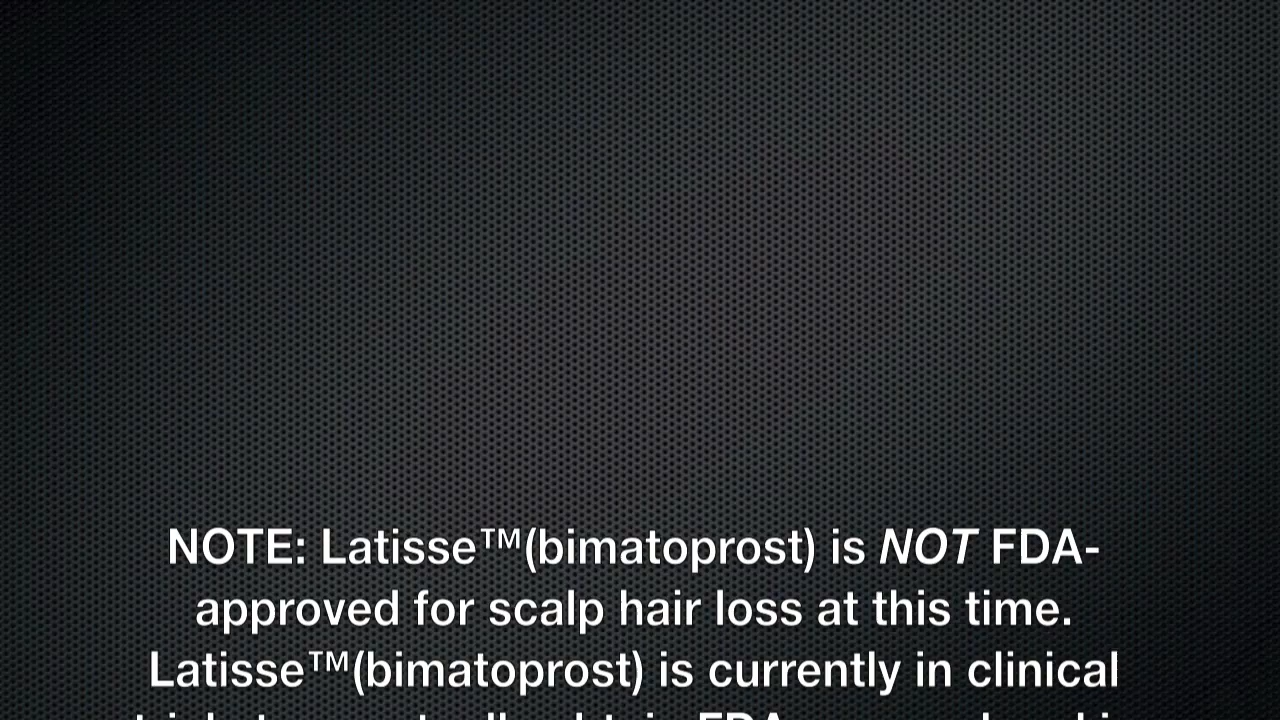 NOTE: Latisse™(bimatoprost) is NOT FDA-
approved for scalp hair loss at this time.
Latisse™(bimatoprost) is currently in clinical